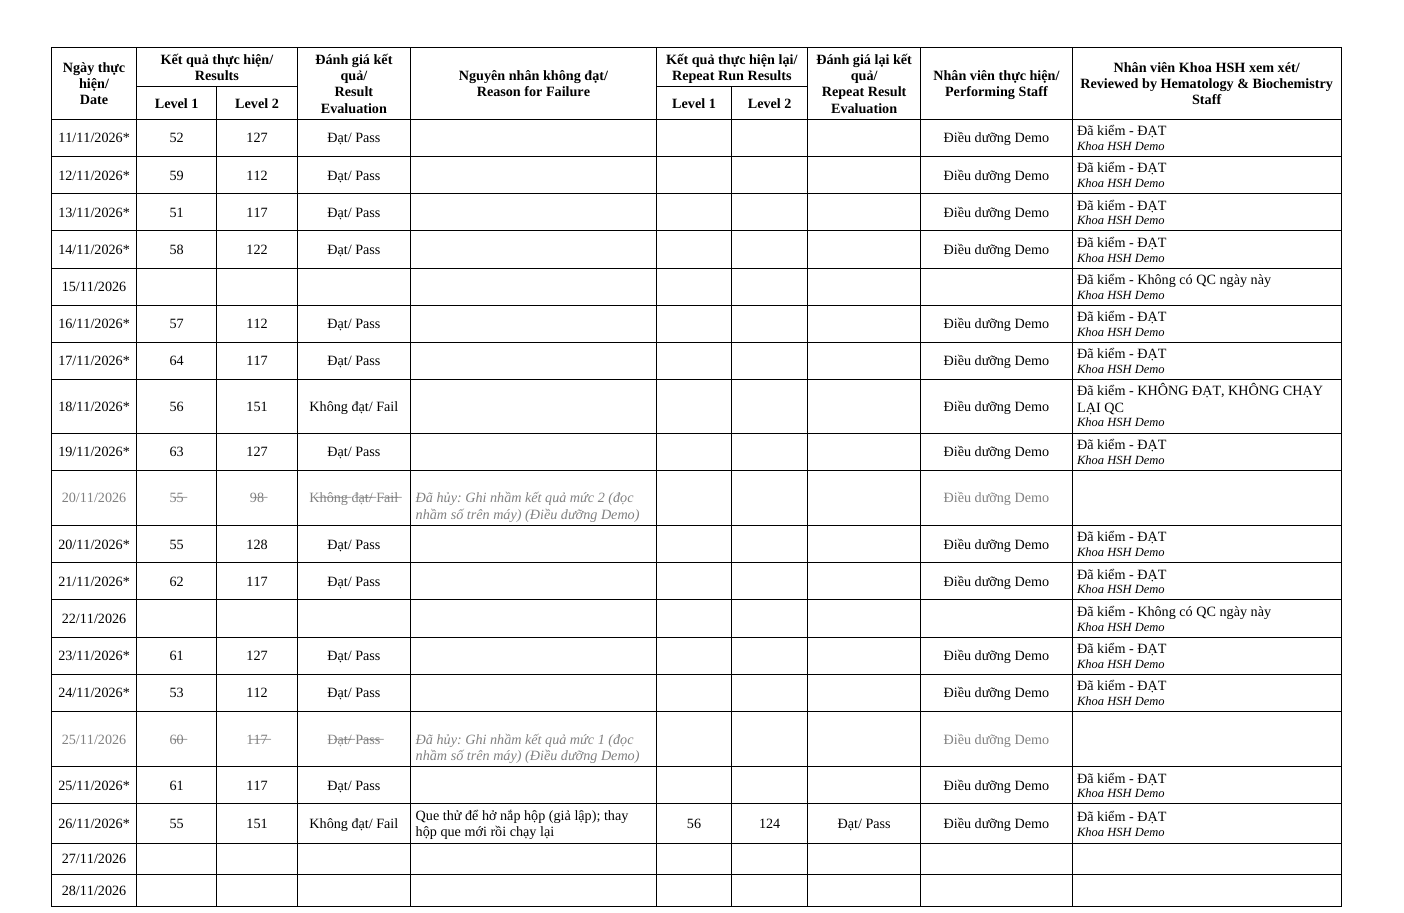 Ngày thực hiện/ Date
Kết quả thực hiện/ Results
Level 1
Level 2
Đánh giá kết quả/ Result Evaluation
Nguyên nhân không đạt/ Reason for Failure
Kết quả thực hiện lại/ Repeat Run Results
Level 1
Level 2
Đánh giá lại kết quả/ Repeat Result Evaluation
Nhân viên thực hiện/ Performing Staff
Nhân viên Khoa HSH xem xét/ Reviewed by Hematology & Biochemistry Staff
11/11/2026* 52 127 Đạt/ Pass Điều dưỡng Demo Đã kiểm - ĐẠT
Khoa HSH Demo
12/11/2026* 59 112 Đạt/ Pass Điều dưỡng Demo Đã kiểm - ĐẠT
Khoa HSH Demo
13/11/2026* 51 117 Đạt/ Pass Điều dưỡng Demo Đã kiểm - ĐẠT
Khoa HSH Demo
14/11/2026* 58 122 Đạt/ Pass Điều dưỡng Demo Đã kiểm - ĐẠT
Khoa HSH Demo
15/11/2026 Đã kiểm - Không có QC ngày này
Khoa HSH Demo
16/11/2026* 57 112 Đạt/ Pass Điều dưỡng Demo Đã kiểm - ĐẠT
Khoa HSH Demo
17/11/2026* 64 117 Đạt/ Pass Điều dưỡng Demo Đã kiểm - ĐẠT
Khoa HSH Demo
18/11/2026* 56 151 Không đạt/ Fail Điều dưỡng Demo Đã kiểm - KHÔNG ĐẠT, KHÔNG CHẠY
LẠI QC
Khoa HSH Demo
19/11/2026* 63 127 Đạt/ Pass Điều dưỡng Demo Đã kiểm - ĐẠT
Khoa HSH Demo
20/11/2026 55 98 Không đạt/ Fail Đã hủy: Ghi nhầm kết quả mức 2 (đọc
nhầm số trên máy) (Điều dưỡng Demo) Điều dưỡng Demo
20/11/2026* 55 128 Đạt/ Pass Điều dưỡng Demo Đã kiểm - ĐẠT
Khoa HSH Demo
21/11/2026* 62 117 Đạt/ Pass Điều dưỡng Demo Đã kiểm - ĐẠT
Khoa HSH Demo
22/11/2026 Đã kiểm - Không có QC ngày này
Khoa HSH Demo
23/11/2026* 61 127 Đạt/ Pass Điều dưỡng Demo Đã kiểm - ĐẠT
Khoa HSH Demo
24/11/2026* 53 112 Đạt/ Pass Điều dưỡng Demo Đã kiểm - ĐẠT
Khoa HSH Demo
25/11/2026 60 117 Đạt/ Pass Đã hủy: Ghi nhầm kết quả mức 1 (đọc
nhầm số trên máy) (Điều dưỡng Demo) Điều dưỡng Demo
25/11/2026* 61 117 Đạt/ Pass Điều dưỡng Demo Đã kiểm - ĐẠT
Khoa HSH Demo
26/11/2026* 55 151 Không đạt/ Fail Que thử để hở nắp hộp (giả lập); thay
hộp que mới rồi chạy lại 56 124 Đạt/ Pass Điều dưỡng Demo Đã kiểm - ĐẠT
Khoa HSH Demo
27/11/2026
28/11/2026